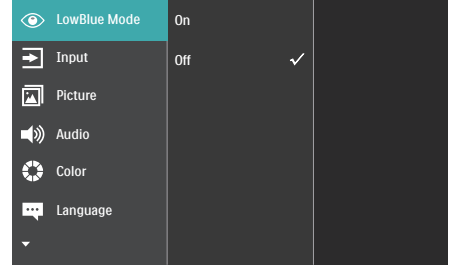 LowBlue Mode
On
Input
Off
Picture
Audio
Color
Language